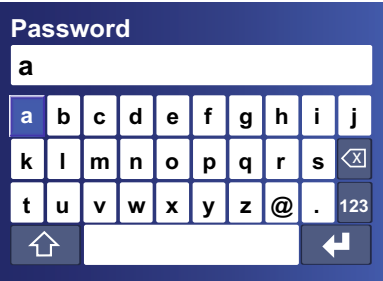 Password
a
a b c d e f g h i j
k l m n o p q r s
t u v w x y z @ . 123